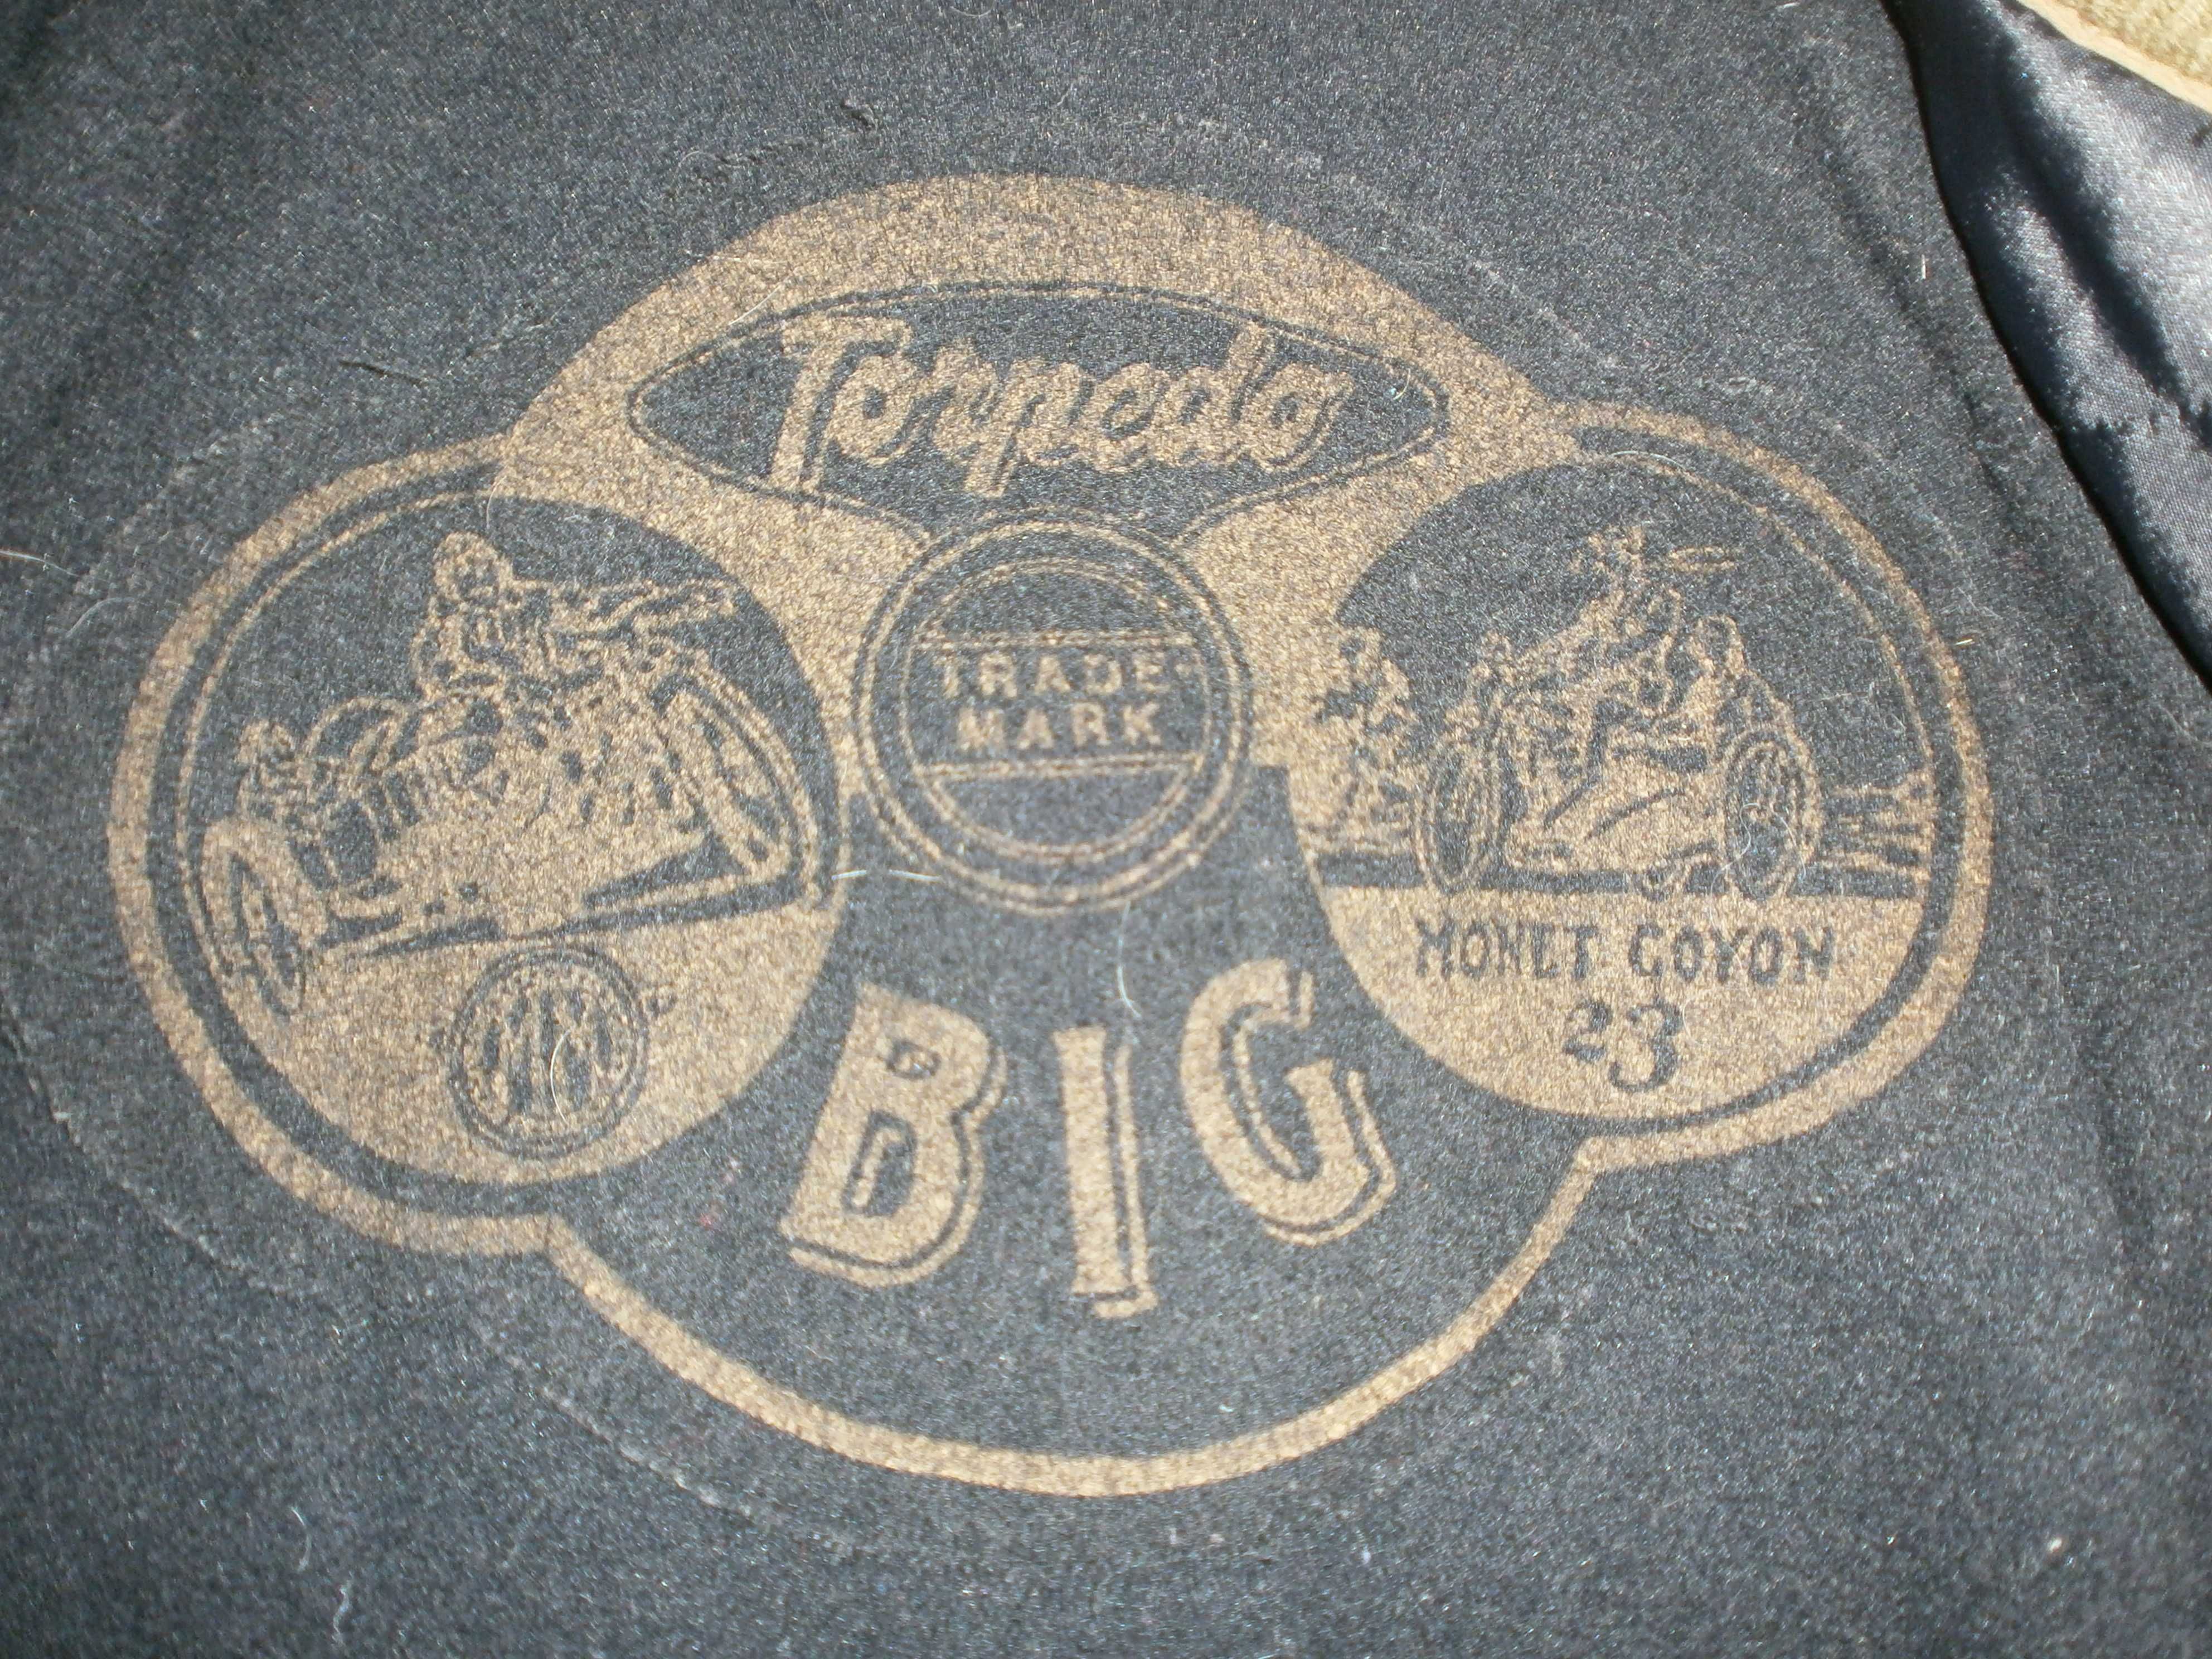 Torpedo
TRADE
MARK
MONET GOYON
23
BIG